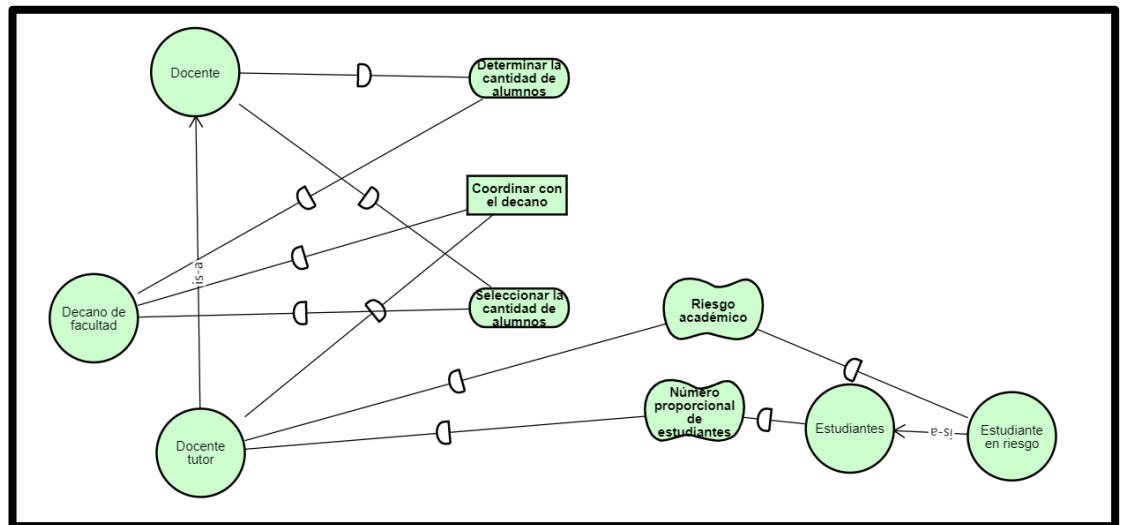 Docente
Determinar la
cantidad de
alumnos
Coordinar con
el decano
is-a
Decano de
facultad
Seleccionar la
cantidad de
alumnos
Riesgo
académico
Número
proporcional
de
estudiantes
Docente
tutor
Estudiantes
is-a
Estudiante
en riesgo